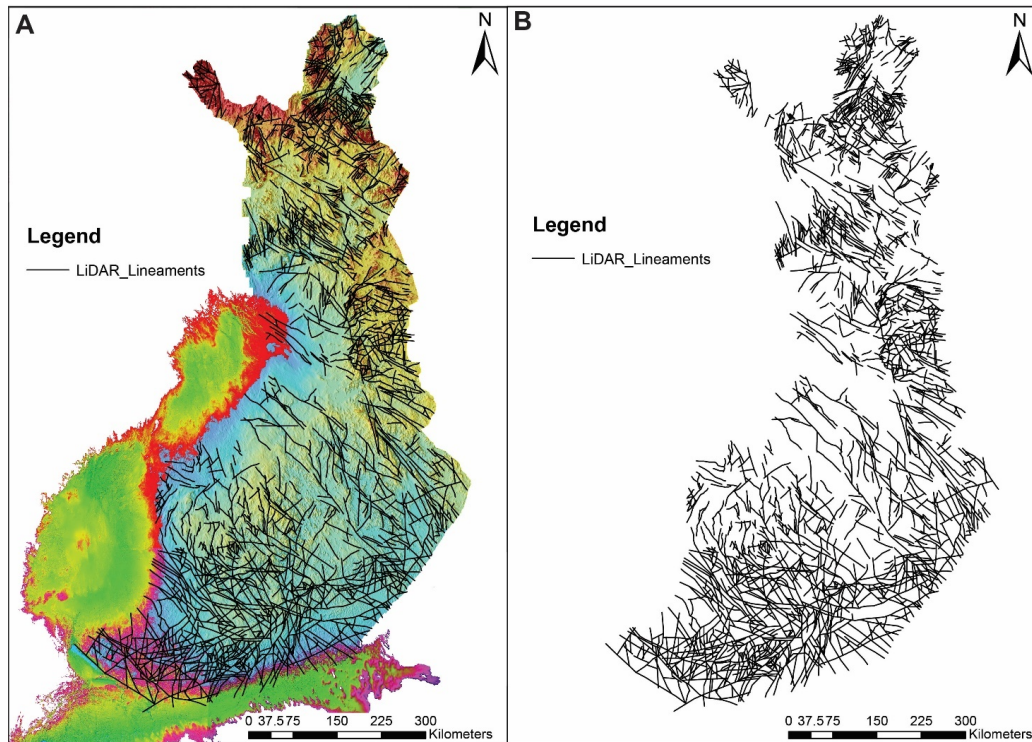 A
N
Legend
LiDAR_Lineaments
0 37.575 150 225 300
Kilometers
B
N
Legend
LiDAR_Lineaments
0 37.575 150 225 300
Kilometers